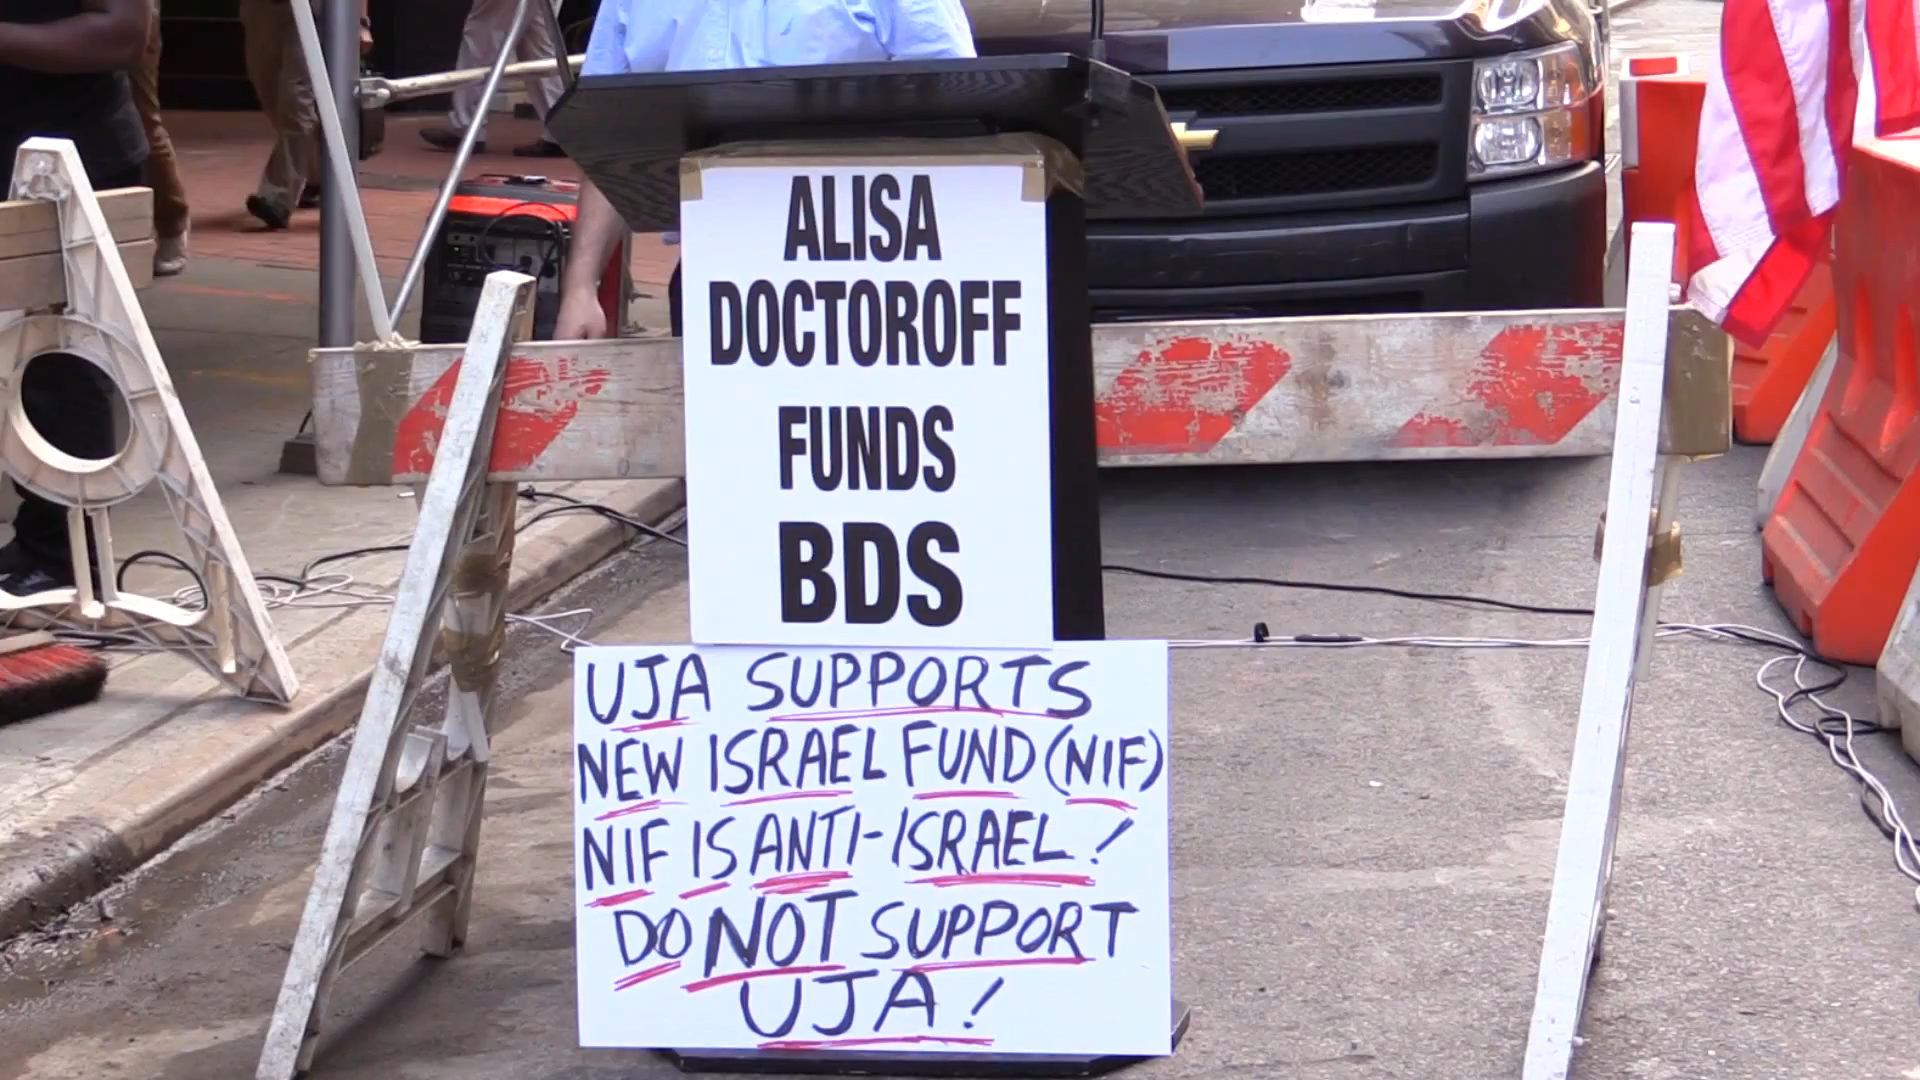 ALISA
DOCTOROFF
FUNDS
BDS
UJA SUPPORTS
NEW ISRAEL FUND (NIF)
NIF IS ANTI-ISRAEL!
DO NOT SUPPORT
UJA!